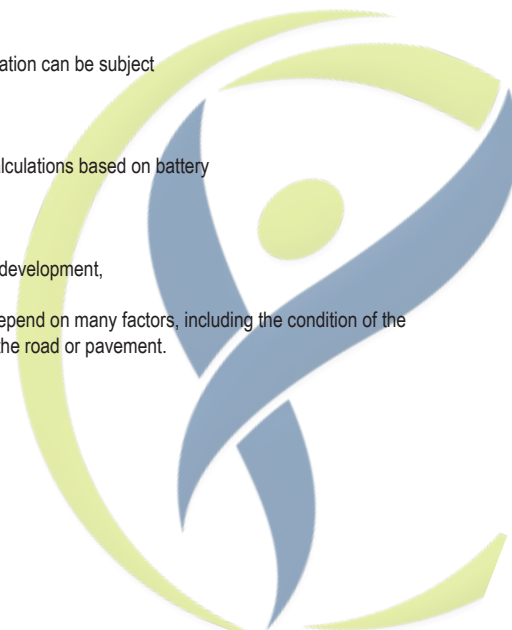 ation can be subject
lculations based on battery
development,
epend on many factors, including the condition of the
the road or pavement.